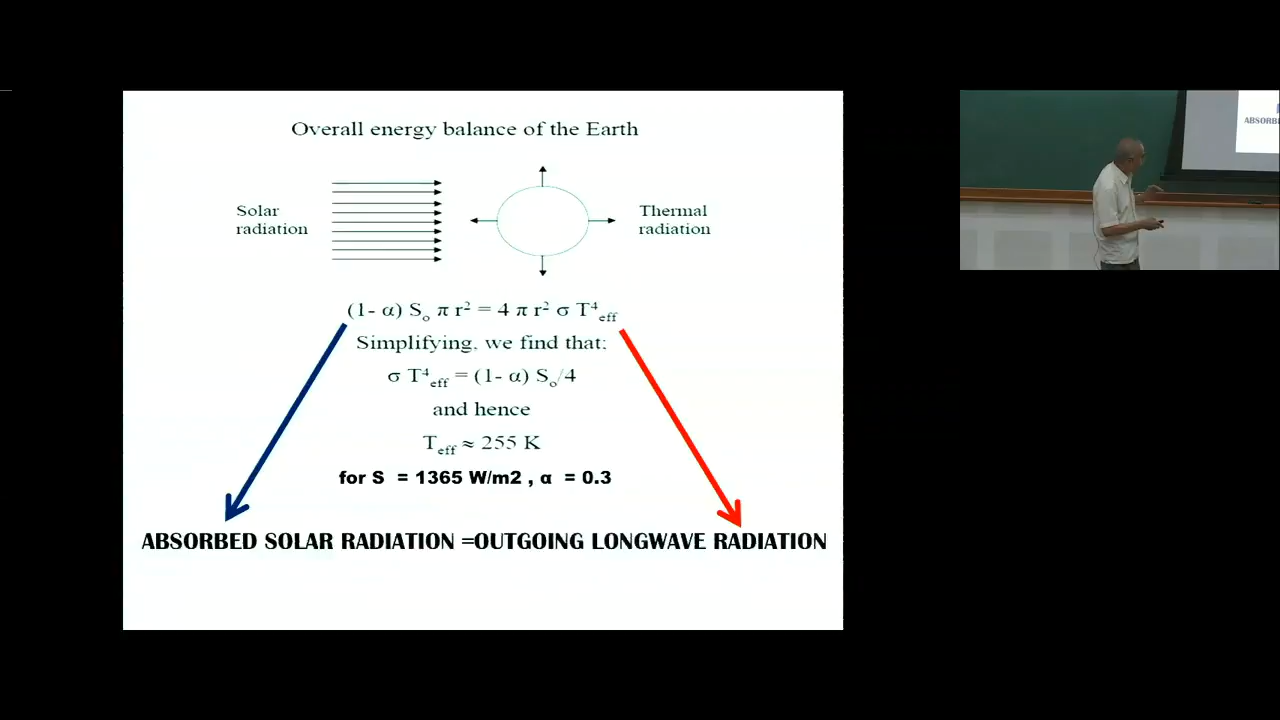 Overall energy balance of the Earth
Solar
radiation
Thermal
radiation
(1- α) Sₒ π r² = 4 π r² σ T⁴eff
Simplifying, we find that:
σ T⁴eff = (1- α) Sₒ/4
and hence
Teff ≈ 255 K
for S = 1365 W/m2 , α = 0.3
ABSORBED SOLAR RADIATION =OUTGOING LONGWAVE RADIATION
ABSORBE